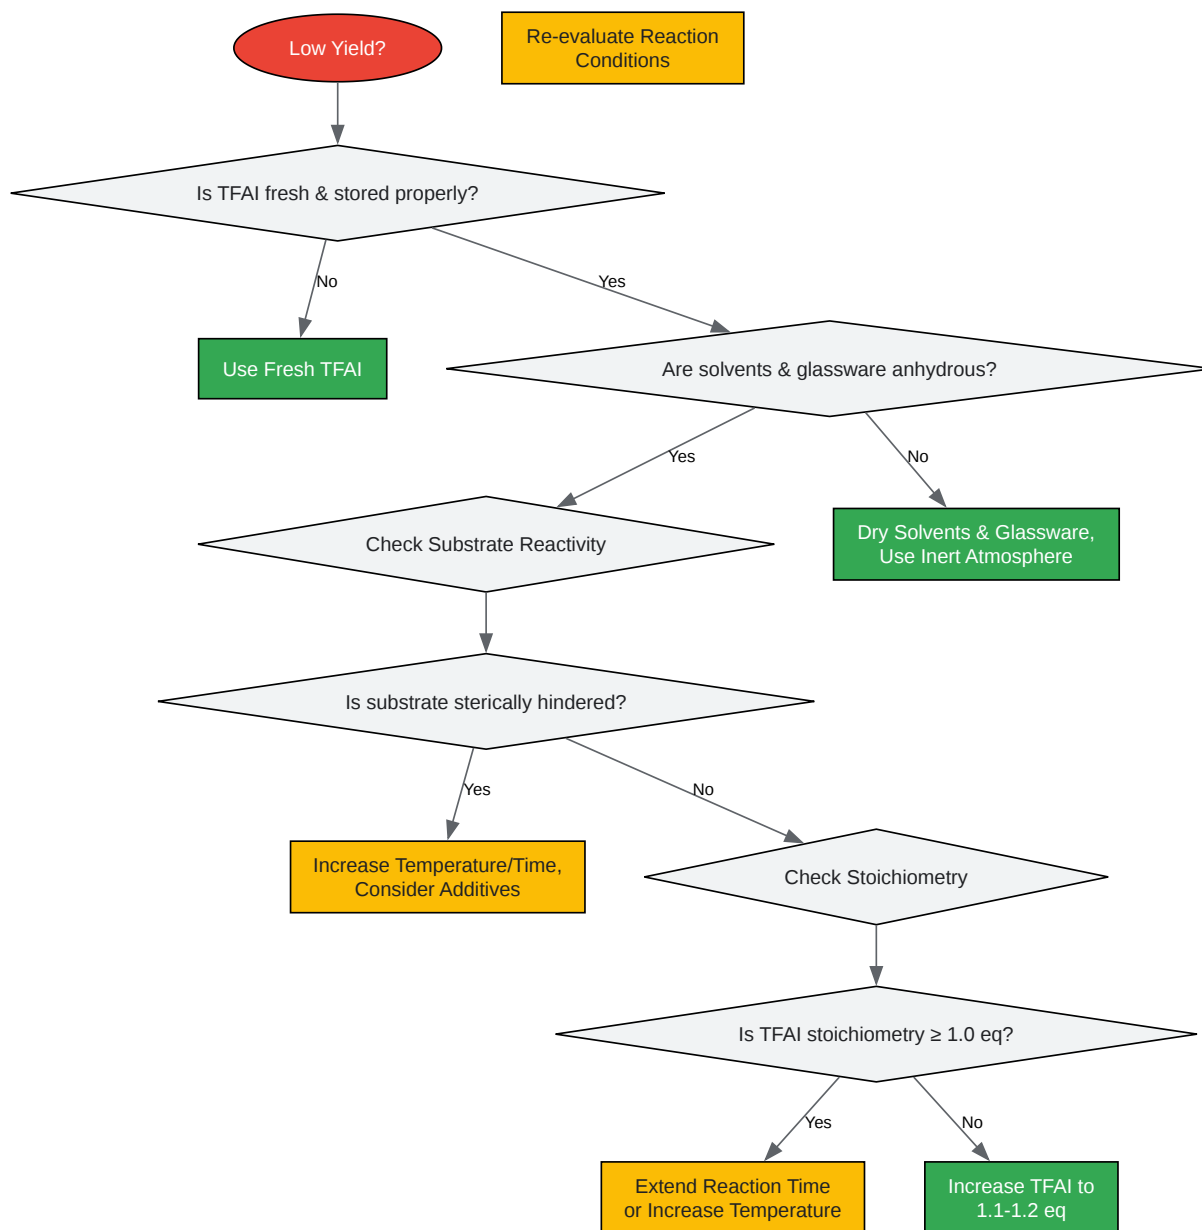 Low Yield?
Re-evaluate Reaction
Conditions
Is TFAI fresh & stored properly?
No
Yes
Use Fresh TFAI
Are solvents & glassware anhydrous?
Yes
No
Check Substrate Reactivity
Dry Solvents & Glassware,
Use Inert Atmosphere
Is substrate sterically hindered?
Yes
No
Increase Temperature/Time,
Consider Additives
Check Stoichiometry
Is TFAI stoichiometry ≥ 1.0 eq?
Yes
No
Extend Reaction Time
or Increase Temperature
Increase TFAI to
1.1-1.2 eq